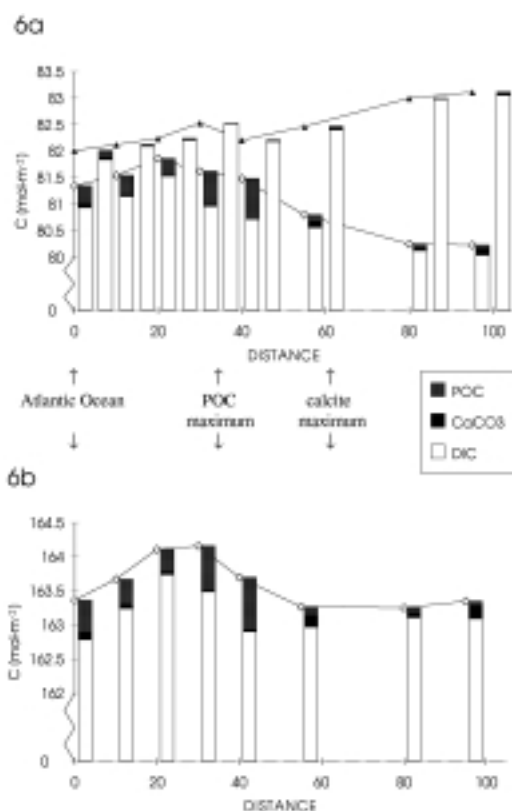 6a
83.5
83
82.5
82
81.5
81
80.5
80
0
C (mol·m⁻²)
0 20 40 60 80 100
DISTANCE
Atlantic Ocean
POC
maximum
calcite
maximum
POC
CaCO3
DIC
6b
164.5
164
163.5
163
162.5
162
0
C (mol·m⁻²)
0 20 40 60 80 100
DISTANCE